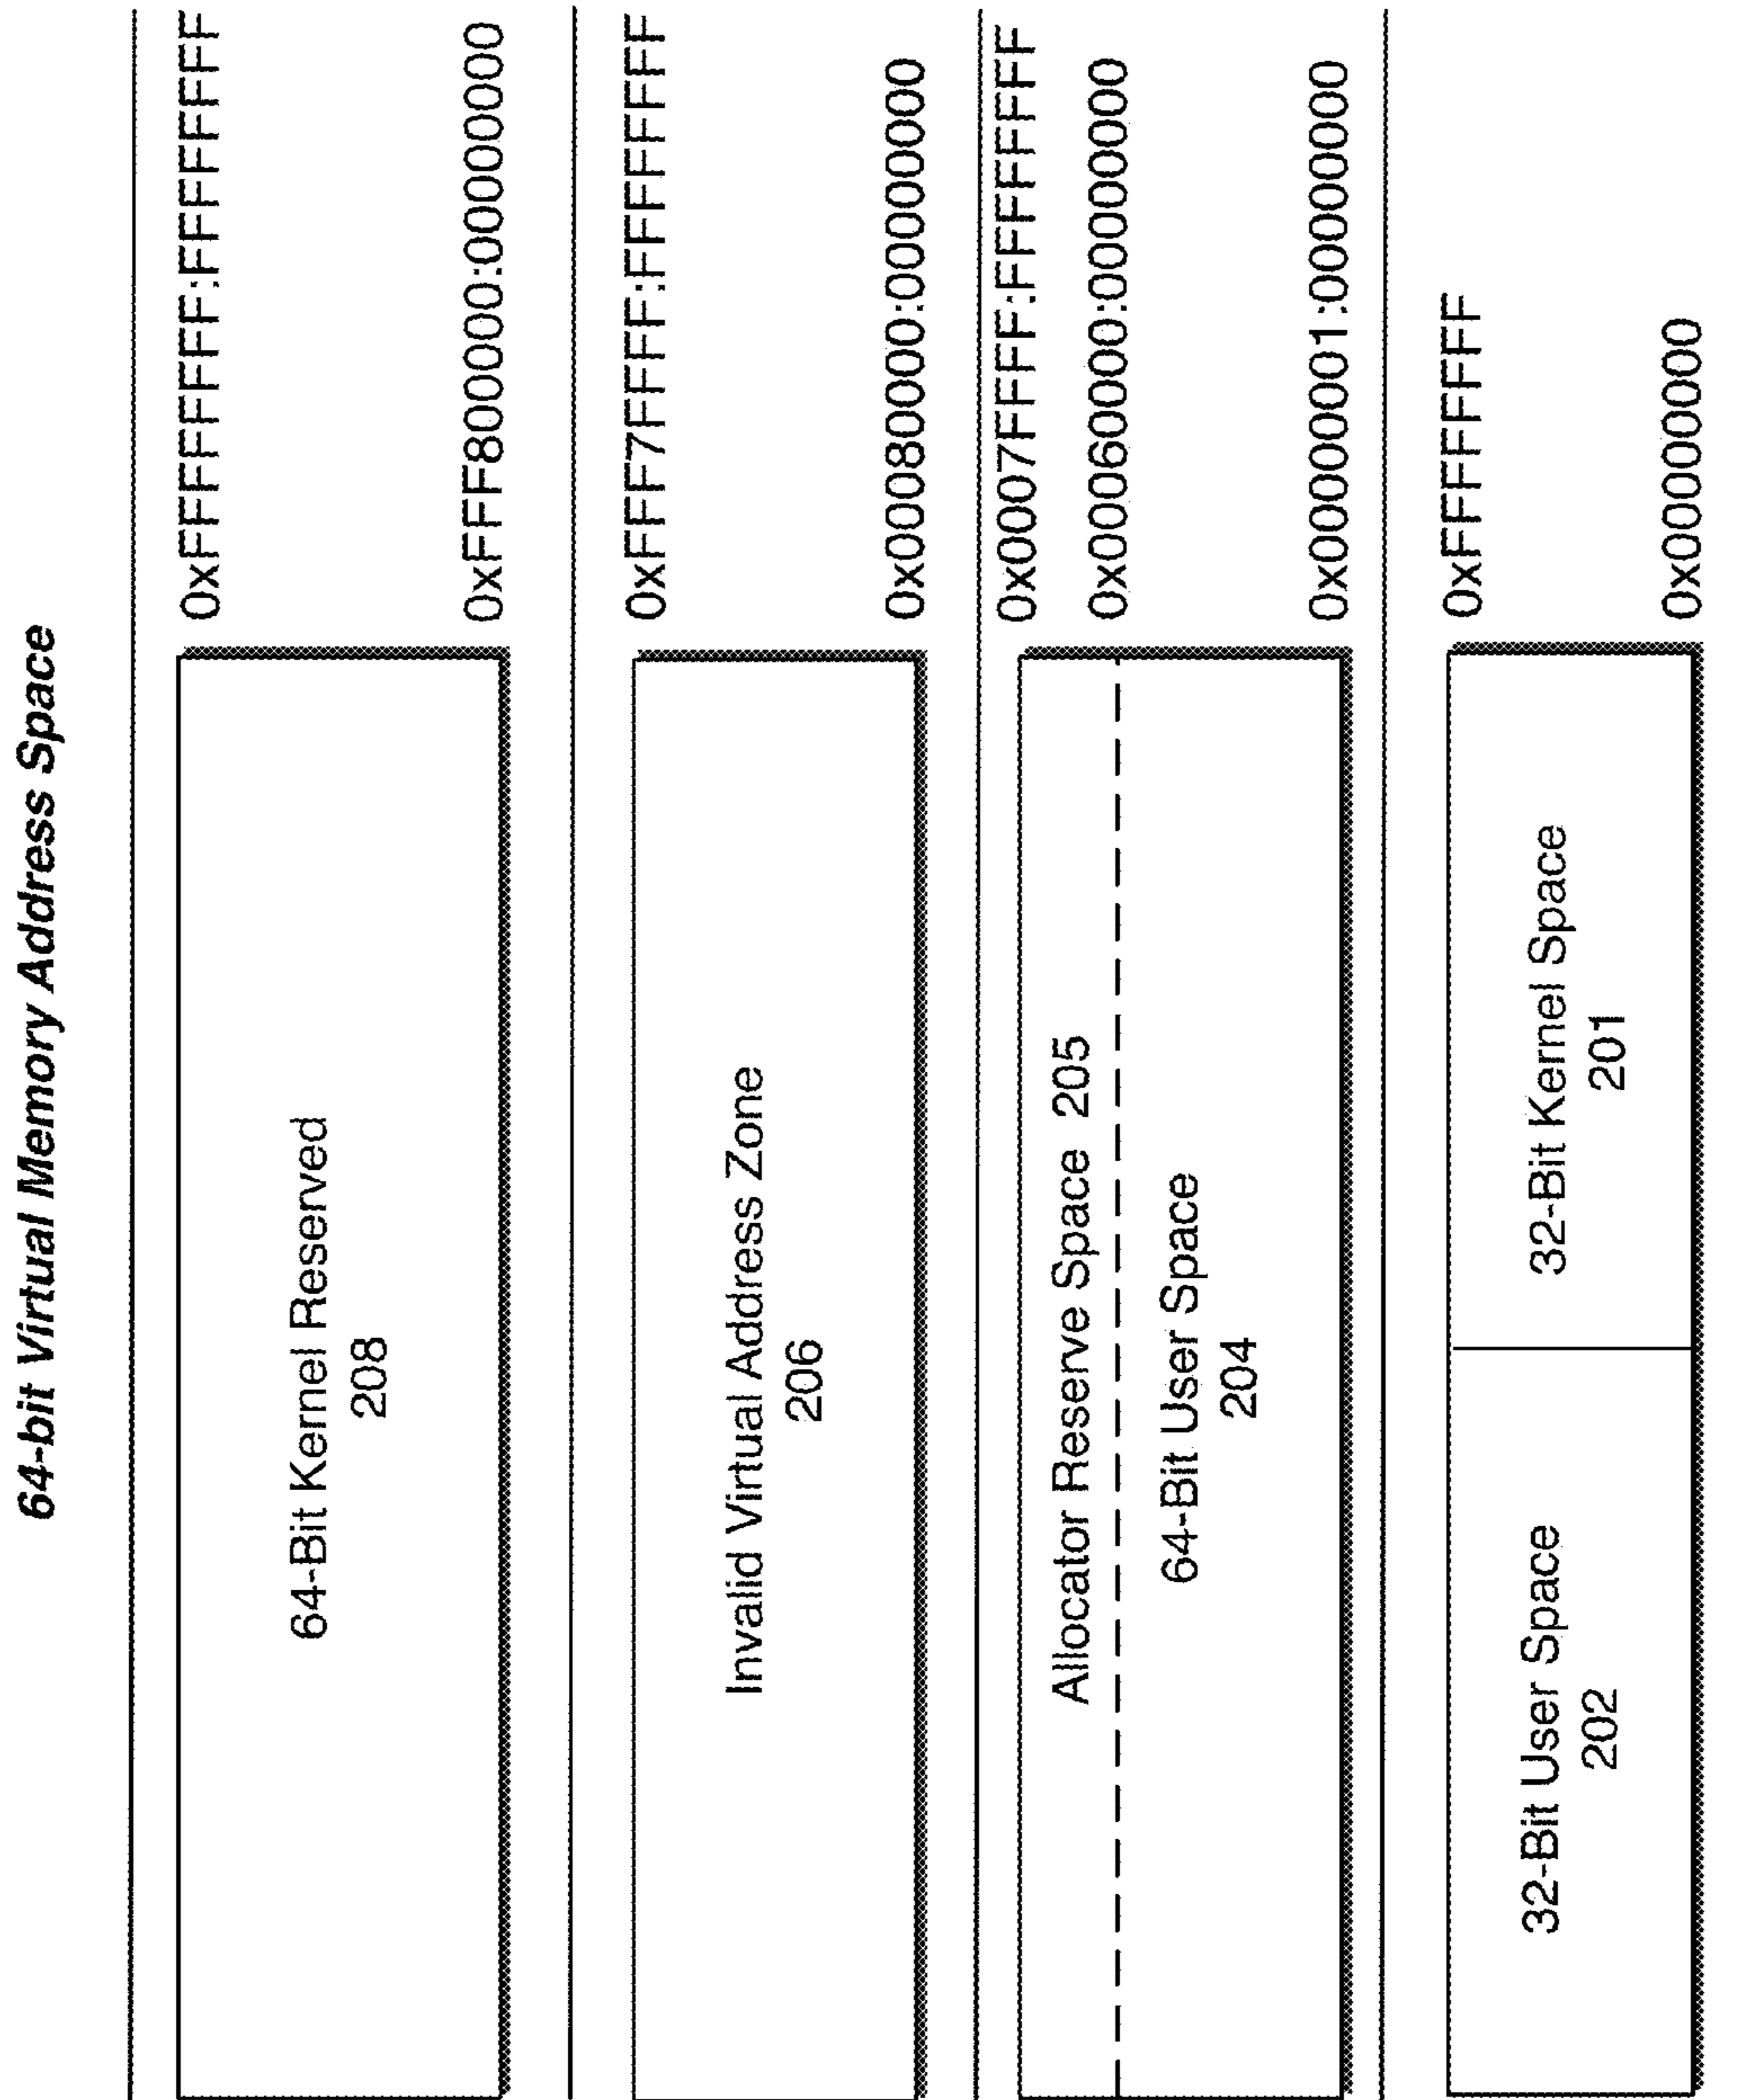 64-bit Virtual Memory Address Space
0xFFFFFFFF:FFFFFFFF
64-Bit Kernel Reserved
208
0xFFF80000:00000000
0xFFF7FFFF:FFFFFFFF
Invalid Virtual Address Zone
206
0x00080000:00000000
0x0007FFFF:FFFFFFFF
Allocator Reserve Space 205
0x00060000:00000000
64-Bit User Space
204
0x00000001:00000000
0xFFFFFFFF
32-Bit User Space
202
32-Bit Kernel Space
201
0x00000000